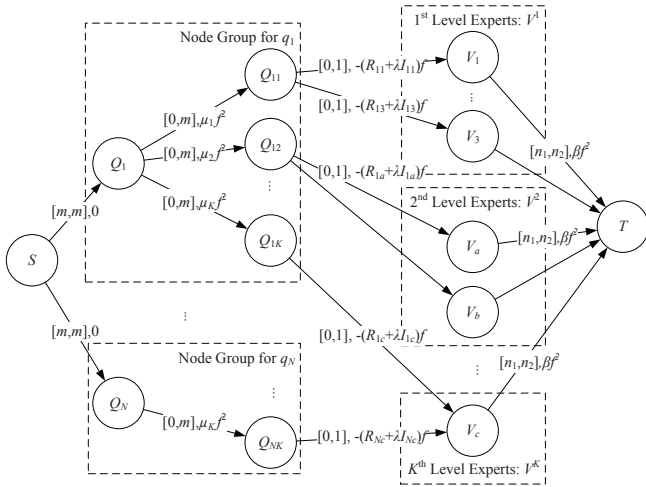 1st Level Experts: V1
Node Group for q1
Q11
[0,1], -(R11+λI11)f
V1
⋮
[0,m],μ1f2
[0,1], -(R13+λI13)f
V3
Q1
[0,m],μ2f2
Q12
[n1,n2],βf2
⋮
[0,1], -(R1a+λI1a)f
2nd Level Experts: V2
[m,m],0
[0,m],μKf2
Q1K
Va
[n1,n2],βf2
T
S
Vb
[m,m],0
⋮
[0,1], -(R1c+λI1c)f
⋮
Node Group for qN
[n1,n2],βf2
QN
⋮
[0,m],μKf2
QNK
[0,1], -(RNc+λINc)f
Vc
Kth Level Experts: VK